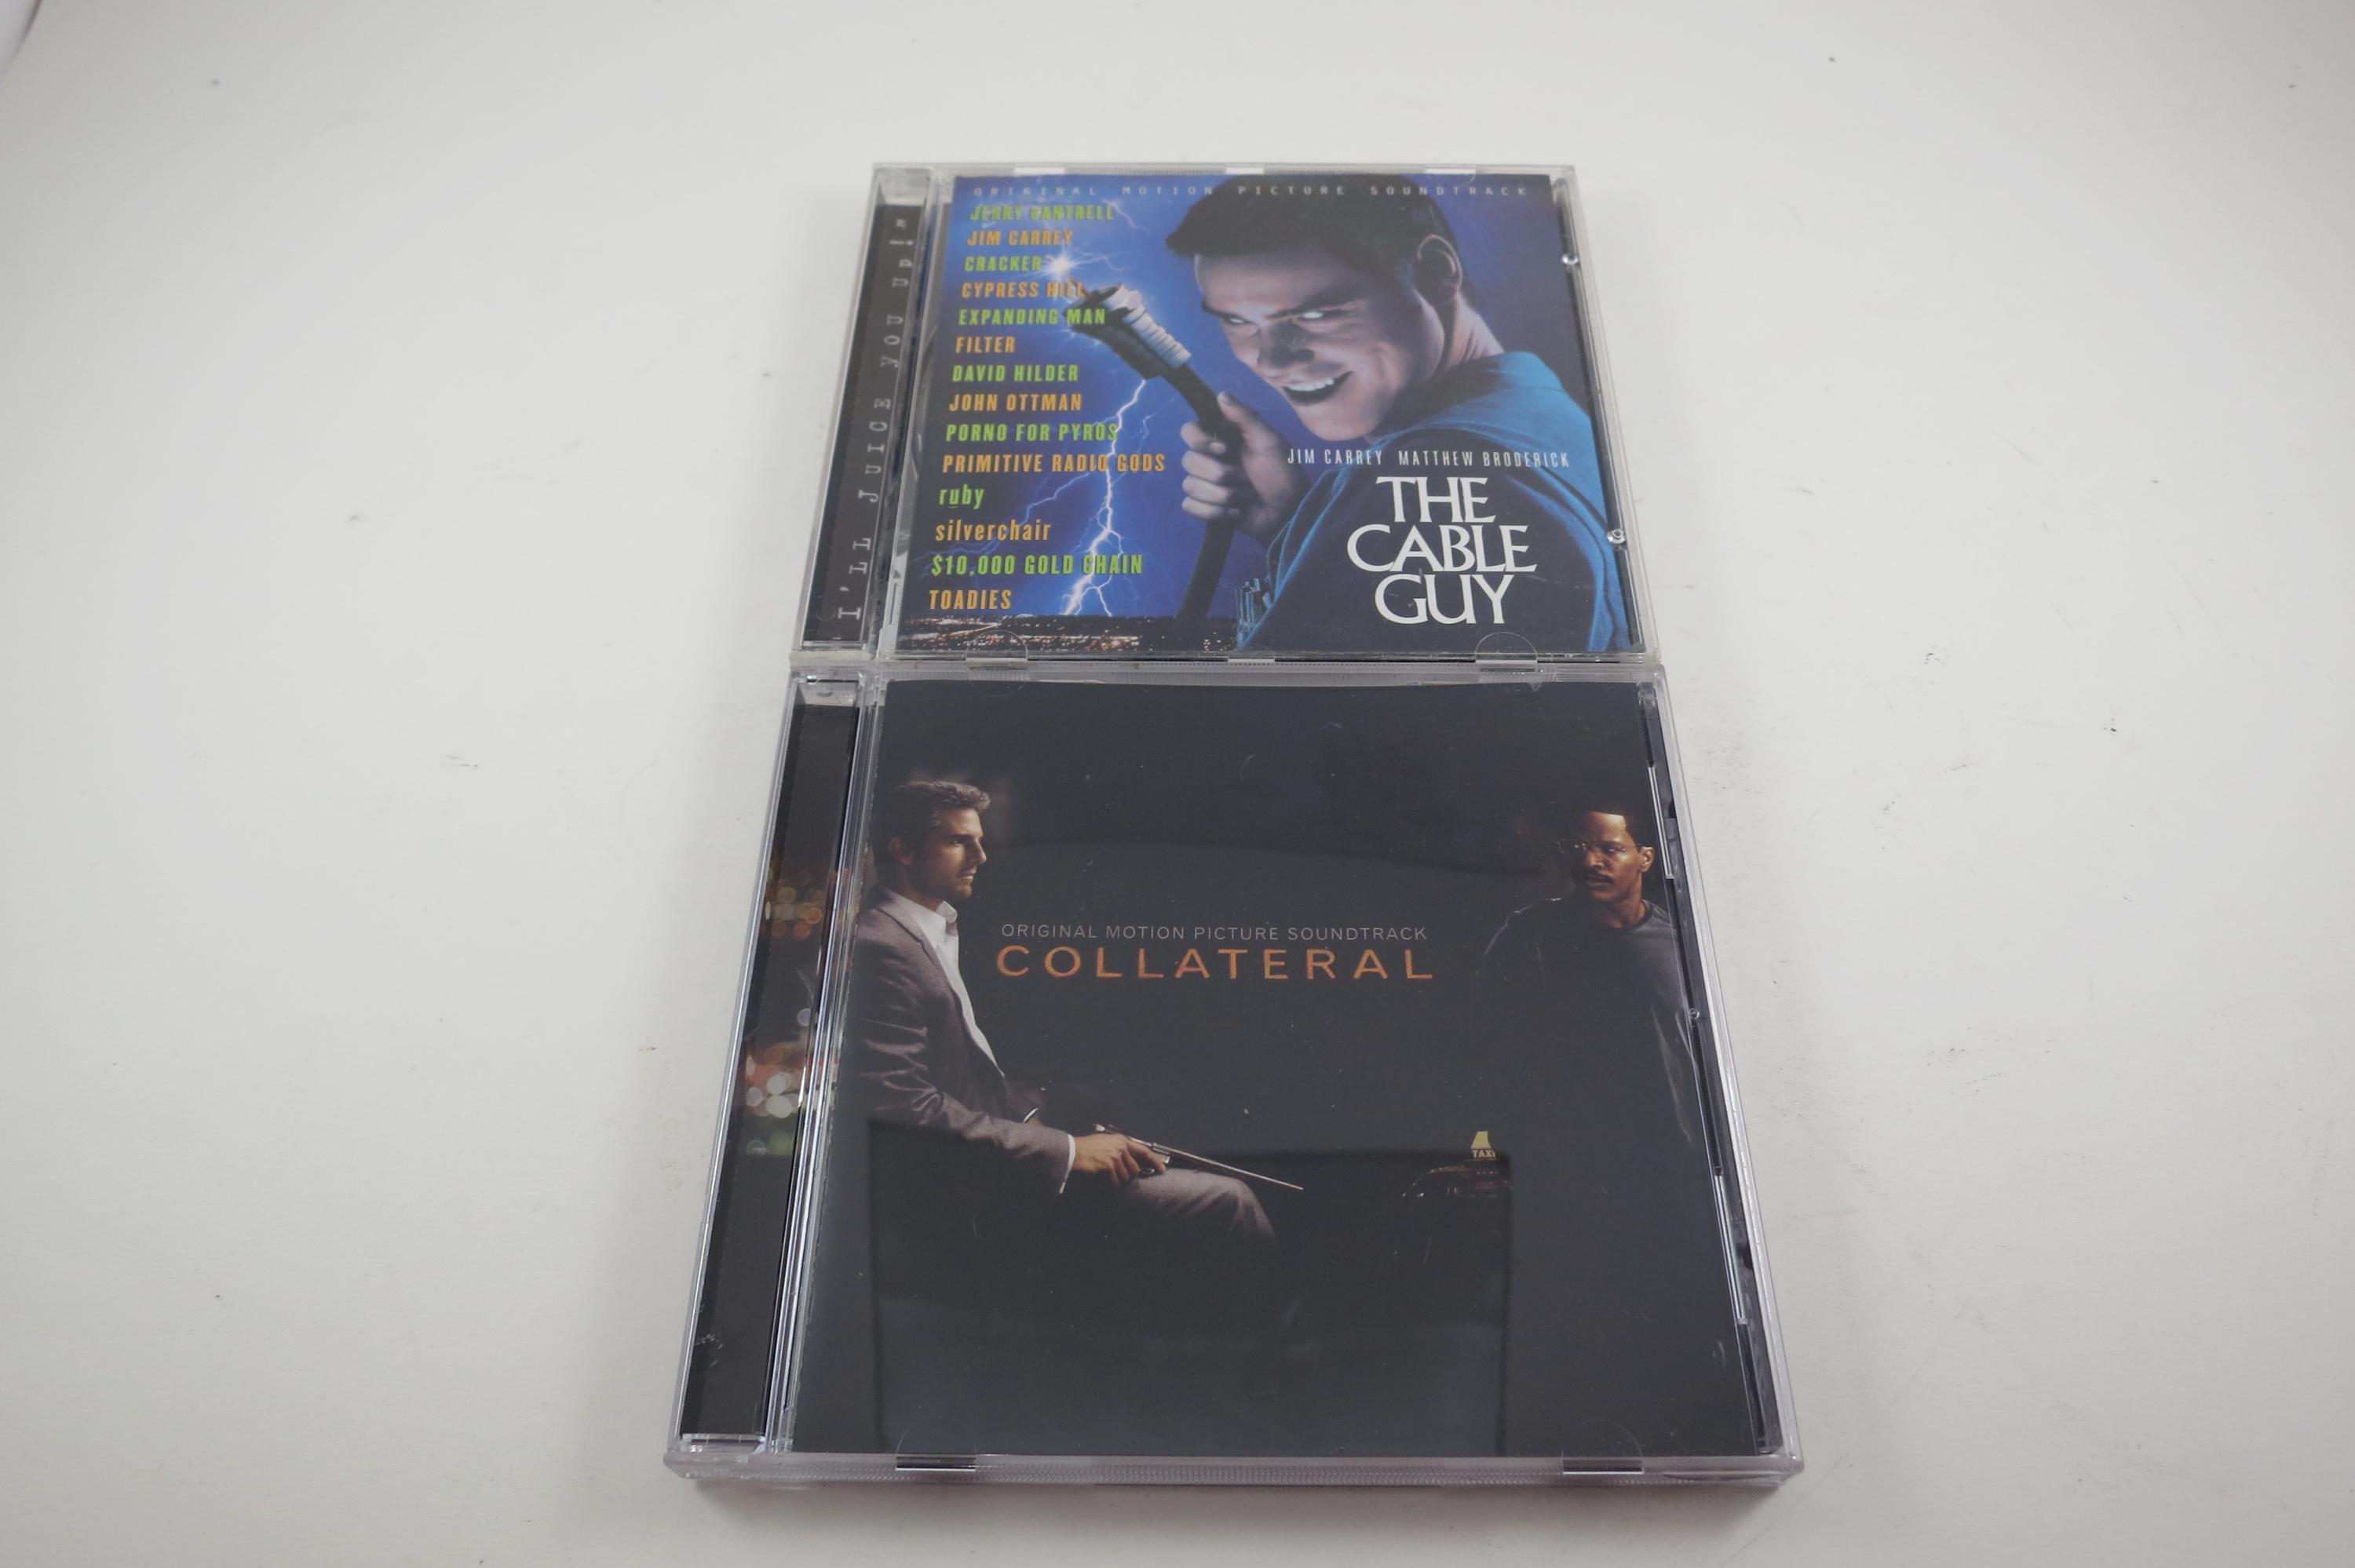 I'LL JUICE YOU UP!"
ORIGINAL MOTION PICTURE SOUNDTRACK
JERRY CANTRELL
JIM CARREY
CRACKER
CYPRESS HILL
EXPANDING MAN
FILTER
DAVID HILDER
JOHN OTTMAN
PORNO FOR PYROS
PRIMITIVE RADIO GODS
ruby
silverchair
$10,000 GOLD CHAIN
TOADIES
JIM CARREY MATTHEW BRODERICK
THE
CABLE
GUY
ORIGINAL MOTION PICTURE SOUNDTRACK
COLLATERAL
TAXI